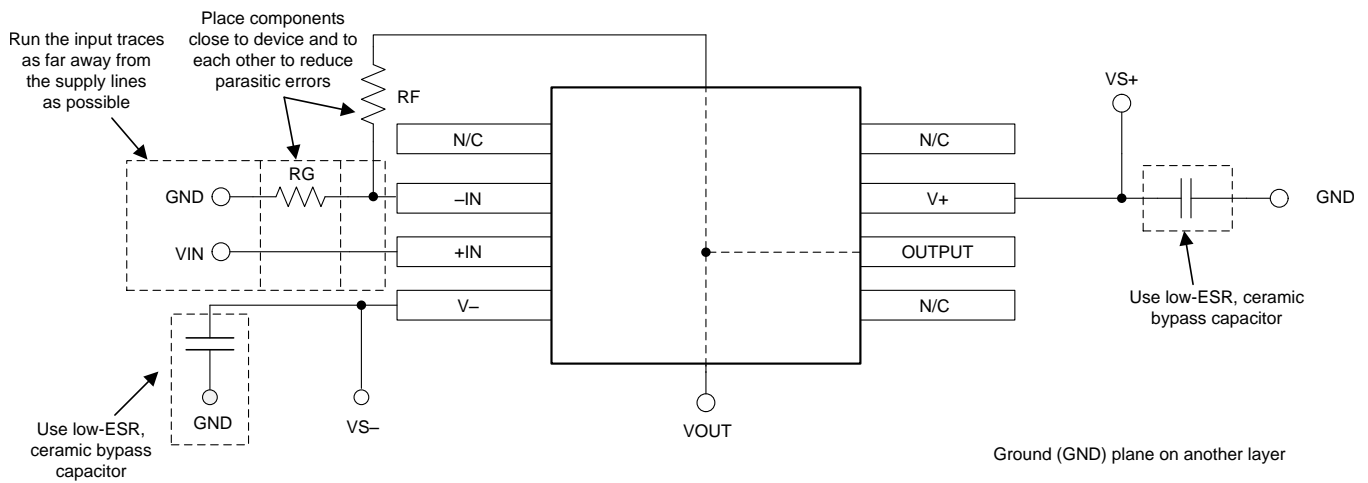 Place components
close to device and to
each other to reduce
parasitic errors
Run the input traces
as far away from
the supply lines
as possible
RF
VS+
N/C
N/C
RG
GND
–IN
V+
GND
VIN
+IN
OUTPUT
V–
N/C
Use low-ESR, ceramic
bypass capacitor
GND
VS–
VOUT
Use low-ESR,
ceramic bypass
capacitor
Ground (GND) plane on another layer